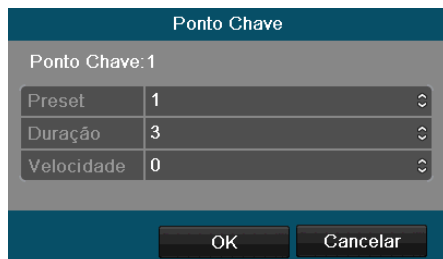 Ponto Chave
Ponto Chave:1
Preset 1
Duração 3
Velocidade 0
OK Cancelar